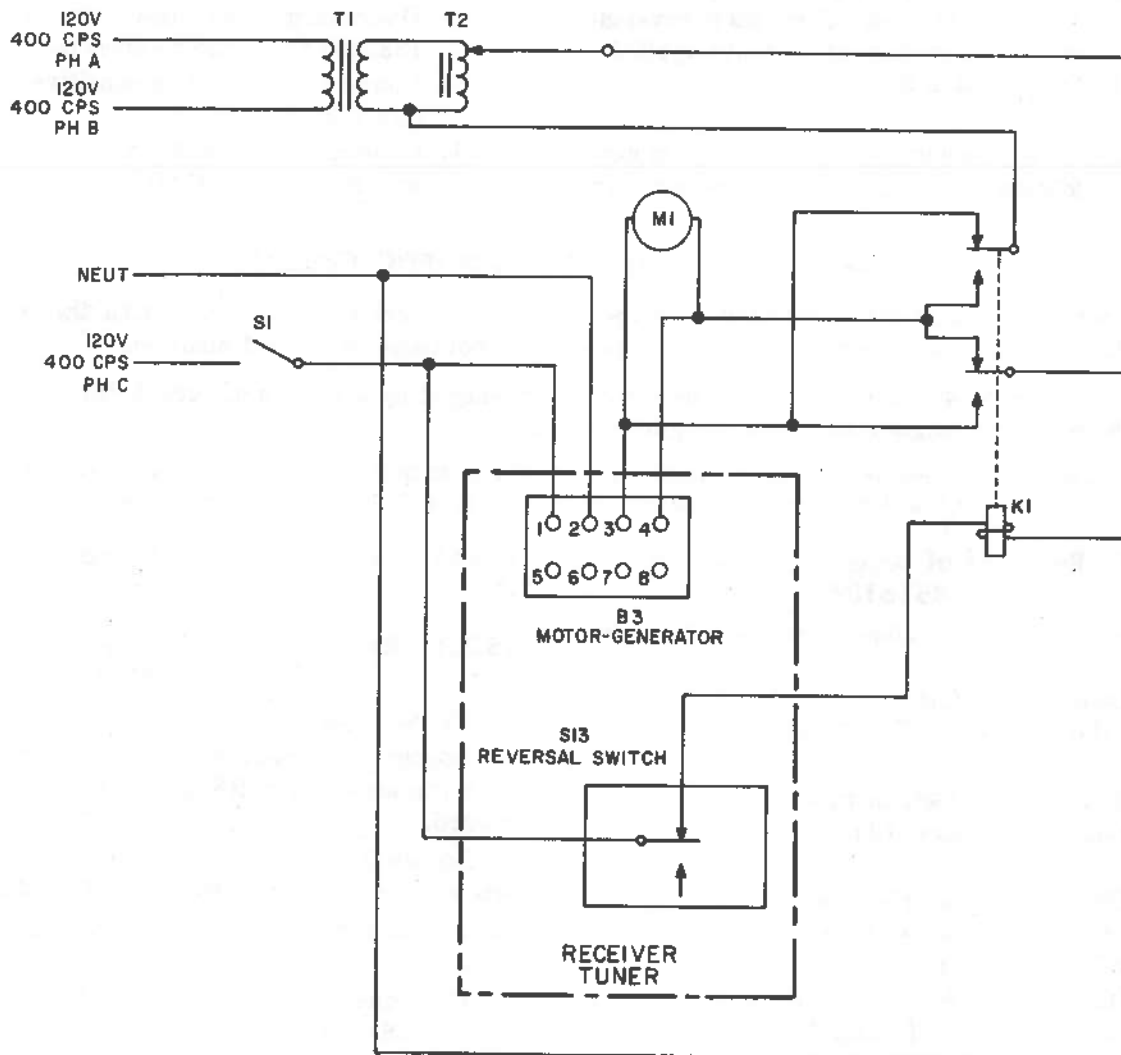 120V
400 CPS
PH A
120V
400 CPS
PH B
T1
T2
M1
NEUT
S1
120V
400 CPS
PH C
K1
1 2 3 4
5 6 7 8
B3
MOTOR-GENERATOR
S13
REVERSAL SWITCH
RECEIVER
TUNER